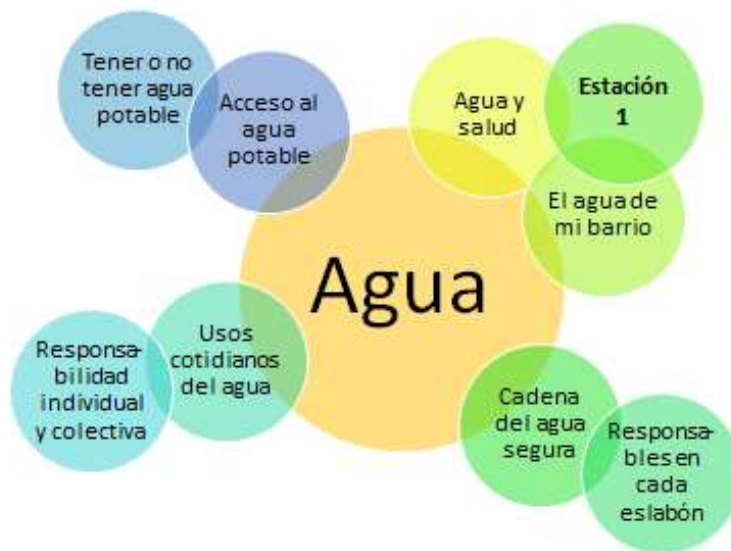 Tener o no
tener agua
potable
Acceso al
agua
potable
Agua y
salud
Estación
1
El agua de
mi barrio
Agua
Usos
cotidianos
del agua
Responsa-
bilidad
individual
y colectiva
Cadena
del agua
segura
Responsa-
bles en
cada
eslabón